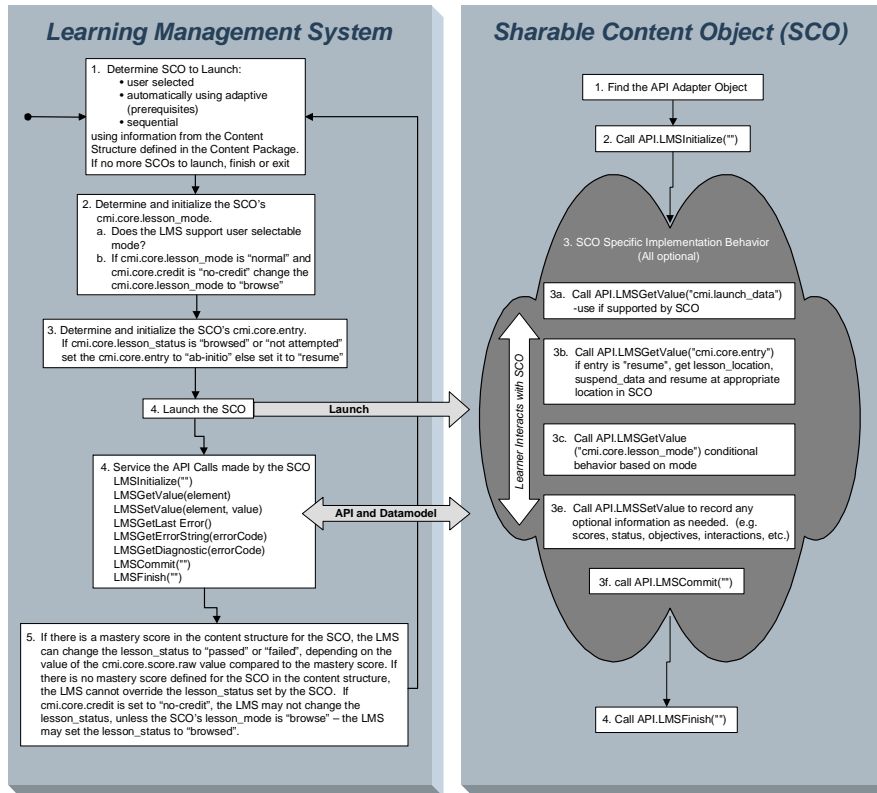 Learning Management System
1. Determine SCO to Launch:
• user selected
• automatically using adaptive
(prerequisites)
• sequential
using information from the Content
Structure defined in the Content Package.
If no more SCOs to launch, finish or exit
2. Determine and initialize the SCO's
cmi.core.lesson_mode.
a. Does the LMS support user selectable
mode?
b. If cmi.core.lesson_mode is “normal” and
cmi.core.credit is “no-credit” change the
cmi.core.lesson_mode to “browse”
3. Determine and initialize the SCO's cmi.core.entry.
If cmi.core.lesson_status is “browsed” or “not attempted”
set the cmi.core.entry to “ab-initio” else set it to “resume”
4. Launch the SCO
Launch
4. Service the API Calls made by the SCO
LMSInitialize("")
LMSGetValue(element)
LMSSetValue(element, value)
LMSGetLast Error()
LMSGetErrorString(errorCode)
LMSGetDiagnostic(errorCode)
LMSCommit("")
LMSFinish("")
API and Datamodel
5. If there is a mastery score in the content structure for the SCO, the LMS
can change the lesson_status to “passed” or “failed”, depending on the
value of the cmi.core.score.raw value compared to the mastery score. If
there is no mastery score defined for the SCO in the content structure,
the LMS cannot override the lesson_status set by the SCO. If
cmi.core.credit is set to “no-credit”, the LMS may not change the
lesson_status, unless the SCO's lesson_mode is “browse” – the LMS
may set the lesson_status to “browsed”.
Sharable Content Object (SCO)
1. Find the API Adapter Object
2. Call API.LMSInitialize("")
3. SCO Specific Implementation Behavior
(All optional)
Learner Interacts with SCO
3a. Call API.LMSGetValue("cmi.launch_data")
-use if supported by SCO
3b. Call API.LMSGetValue("cmi.core.entry")
if entry is "resume", get lesson_location,
suspend_data and resume at appropriate
location in SCO
3c. Call API.LMSGetValue
("cmi.core.lesson_mode") conditional
behavior based on mode
3e. Call API.LMSSetValue to record any
optional information as needed. (e.g.
scores, status, objectives, interactions, etc.)
3f. call API.LMSCommit("")
4. Call API.LMSFinish("")